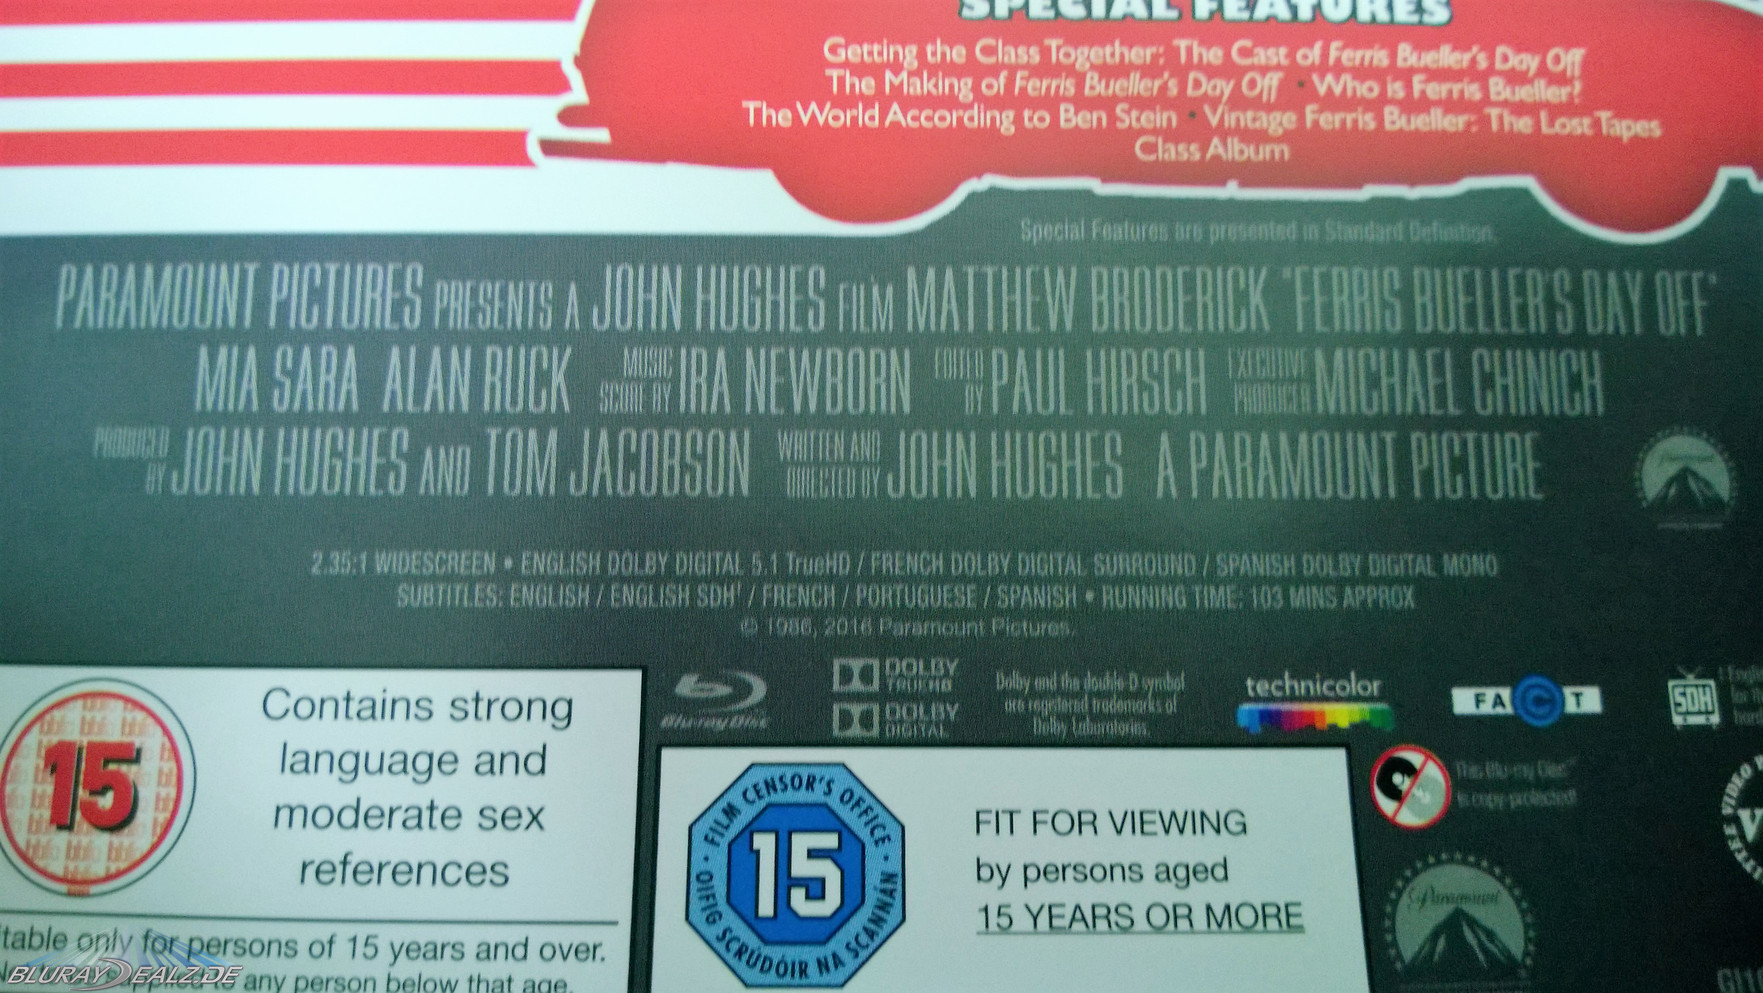 SPECIAL FEATURES
Getting the Class Together: The Cast of Ferris Bueller's Day Off
The Making of Ferris Bueller's Day Off • Who is Ferris Bueller?
The World According to Ben Stein • Vintage Ferris Bueller: The Lost Tapes
Class Album
Special Features are presented in Standard Definition.
PARAMOUNT PICTURES PRESENTS A JOHN HUGHES FILM MATTHEW BRODERICK "FERRIS BUELLER'S DAY OFF"
MIA SARA ALAN RUCK MUSIC SCORE BY IRA NEWBORN EDITED BY PAUL HIRSCH EXECUTIVE PRODUCER MICHAEL CHINICH
PRODUCED BY JOHN HUGHES AND TOM JACOBSON WRITTEN AND DIRECTED BY JOHN HUGHES A PARAMOUNT PICTURE
Paramount
2.35:1 WIDESCREEN • ENGLISH DOLBY DIGITAL 5.1 TrueHD / FRENCH DOLBY DIGITAL SURROUND / SPANISH DOLBY DIGITAL MONO
SUBTITLES: ENGLISH / ENGLISH SDH† / FRENCH / PORTUGUESE / SPANISH • RUNNING TIME: 103 MINS APPROX
© 1986, 2016 Paramount Pictures.
15
Contains strong
language and
moderate sex
references
table only for persons of 15 years and over.
any person below that age.
Blu-ray Disc
DOLBY
TRUEHD
DOLBY
DIGITAL
Dolby and the double-D symbol
are registered trademarks of
Dolby Laboratories.
technicolor
FACT
SDH
FILM CENSOR'S OFFICE
15
OIFIG SCRÚDÓIR NA SCANNÁN
FIT FOR VIEWING
by persons aged
15 YEARS OR MORE
This Blu-ray Disc™
is copy-protected!
Paramount
BLURAYDEALZ.DE